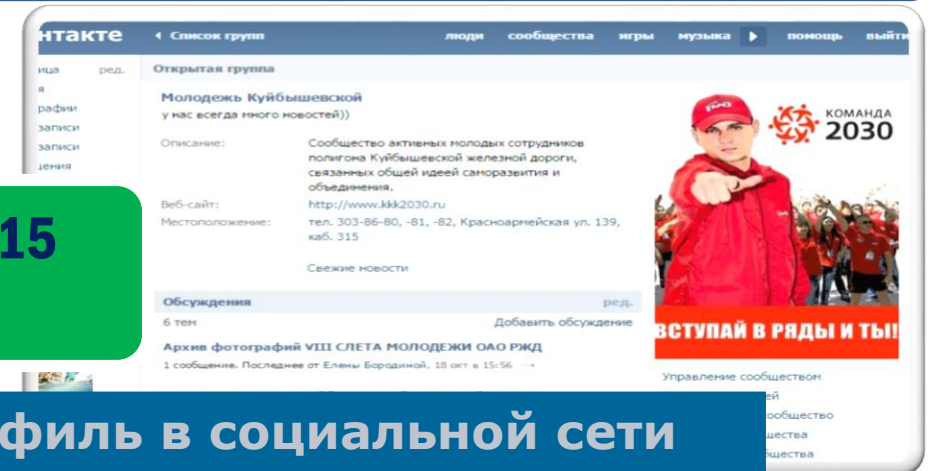 нтакте
Список групп люди сообщества игры музыка помощь выйти
ред. Открытая группа
Молодежь Куйбышевской
у нас всегда много новостей))
Описание: Сообщество активных молодых сотрудников
полигона Куйбышевской железной дороги,
связанных общей идеей саморазвития и
объединения.
Веб-сайт: http://www.kkk2030.ru
Местоположение: тел. 303-86-80, -81, -82, Красноармейская ул. 139,
каб. 315
Свежие новости
Обсуждения ред.
6 тем Добавить обсуждение
Архив фотографий VIII СЛЕТА МОЛОДЕЖИ ОАО РЖД
1 сообщение. Последнее от Елены Бородиной, 18 окт в 15:56
ица
я
рафии
записи
записи
цения
15
КОМАНДА
2030
ВСТУПАЙ В РЯДЫ И ТЫ!
Управление сообществом
ей
сообщество
щества
щества
филь в социальной сети